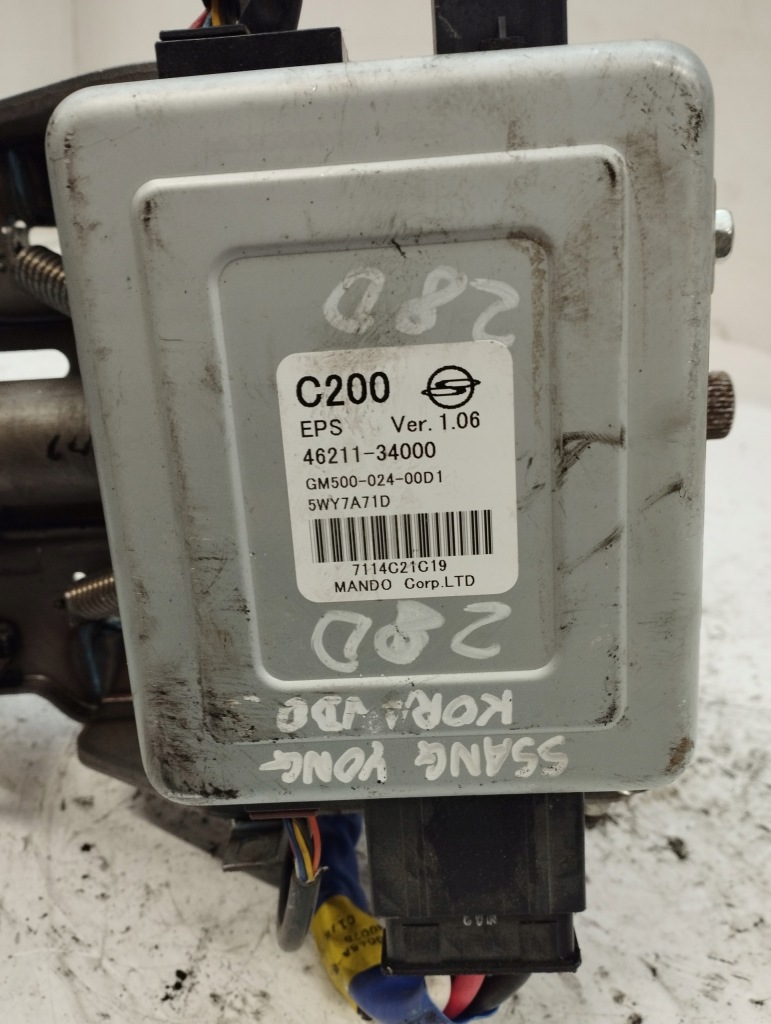 28D
C200
EPS Ver. 1.06
46211-34000
GM500-024-00D1
5WY7A71D
7114C21C19
MANDO Corp.LTD
28D
KORANDO
SSANG YONG